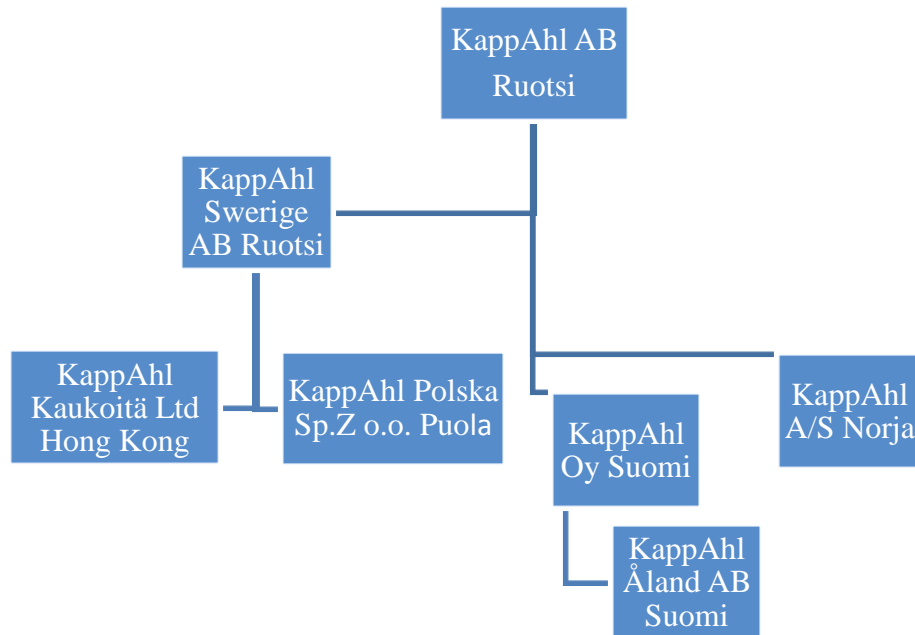 KappAhl AB
Ruotsi
KappAhl
Swerige
AB Ruotsi
KappAhl
Kaukoitä Ltd
Hong Kong
KappAhl Polska
Sp.Z o.o. Puola
KappAhl
Oy Suomi
KappAhl
A/S Norja
KappAhl
Åland AB
Suomi